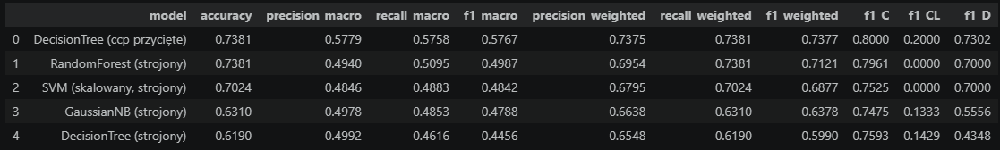 model accuracy precision_macro recall_macro f1_macro precision_weighted recall_weighted f1_weighted f1_C f1_CL f1_D
0 DecisionTree (ccp przycięte) 0.7381 0.5779 0.5758 0.5767 0.7375 0.7381 0.7377 0.8000 0.2000 0.7302
1 RandomForest (strojony) 0.7381 0.4940 0.5095 0.4987 0.6954 0.7381 0.7121 0.7961 0.0000 0.7000
2 SVM (skalowany, strojony) 0.7024 0.4846 0.4883 0.4842 0.6795 0.7024 0.6877 0.7525 0.0000 0.7000
3 GaussianNB (strojony) 0.6310 0.4978 0.4853 0.4788 0.6638 0.6310 0.6378 0.7475 0.1333 0.5556
4 DecisionTree (strojony) 0.6190 0.4992 0.4616 0.4456 0.6548 0.6190 0.5990 0.7593 0.1429 0.4348